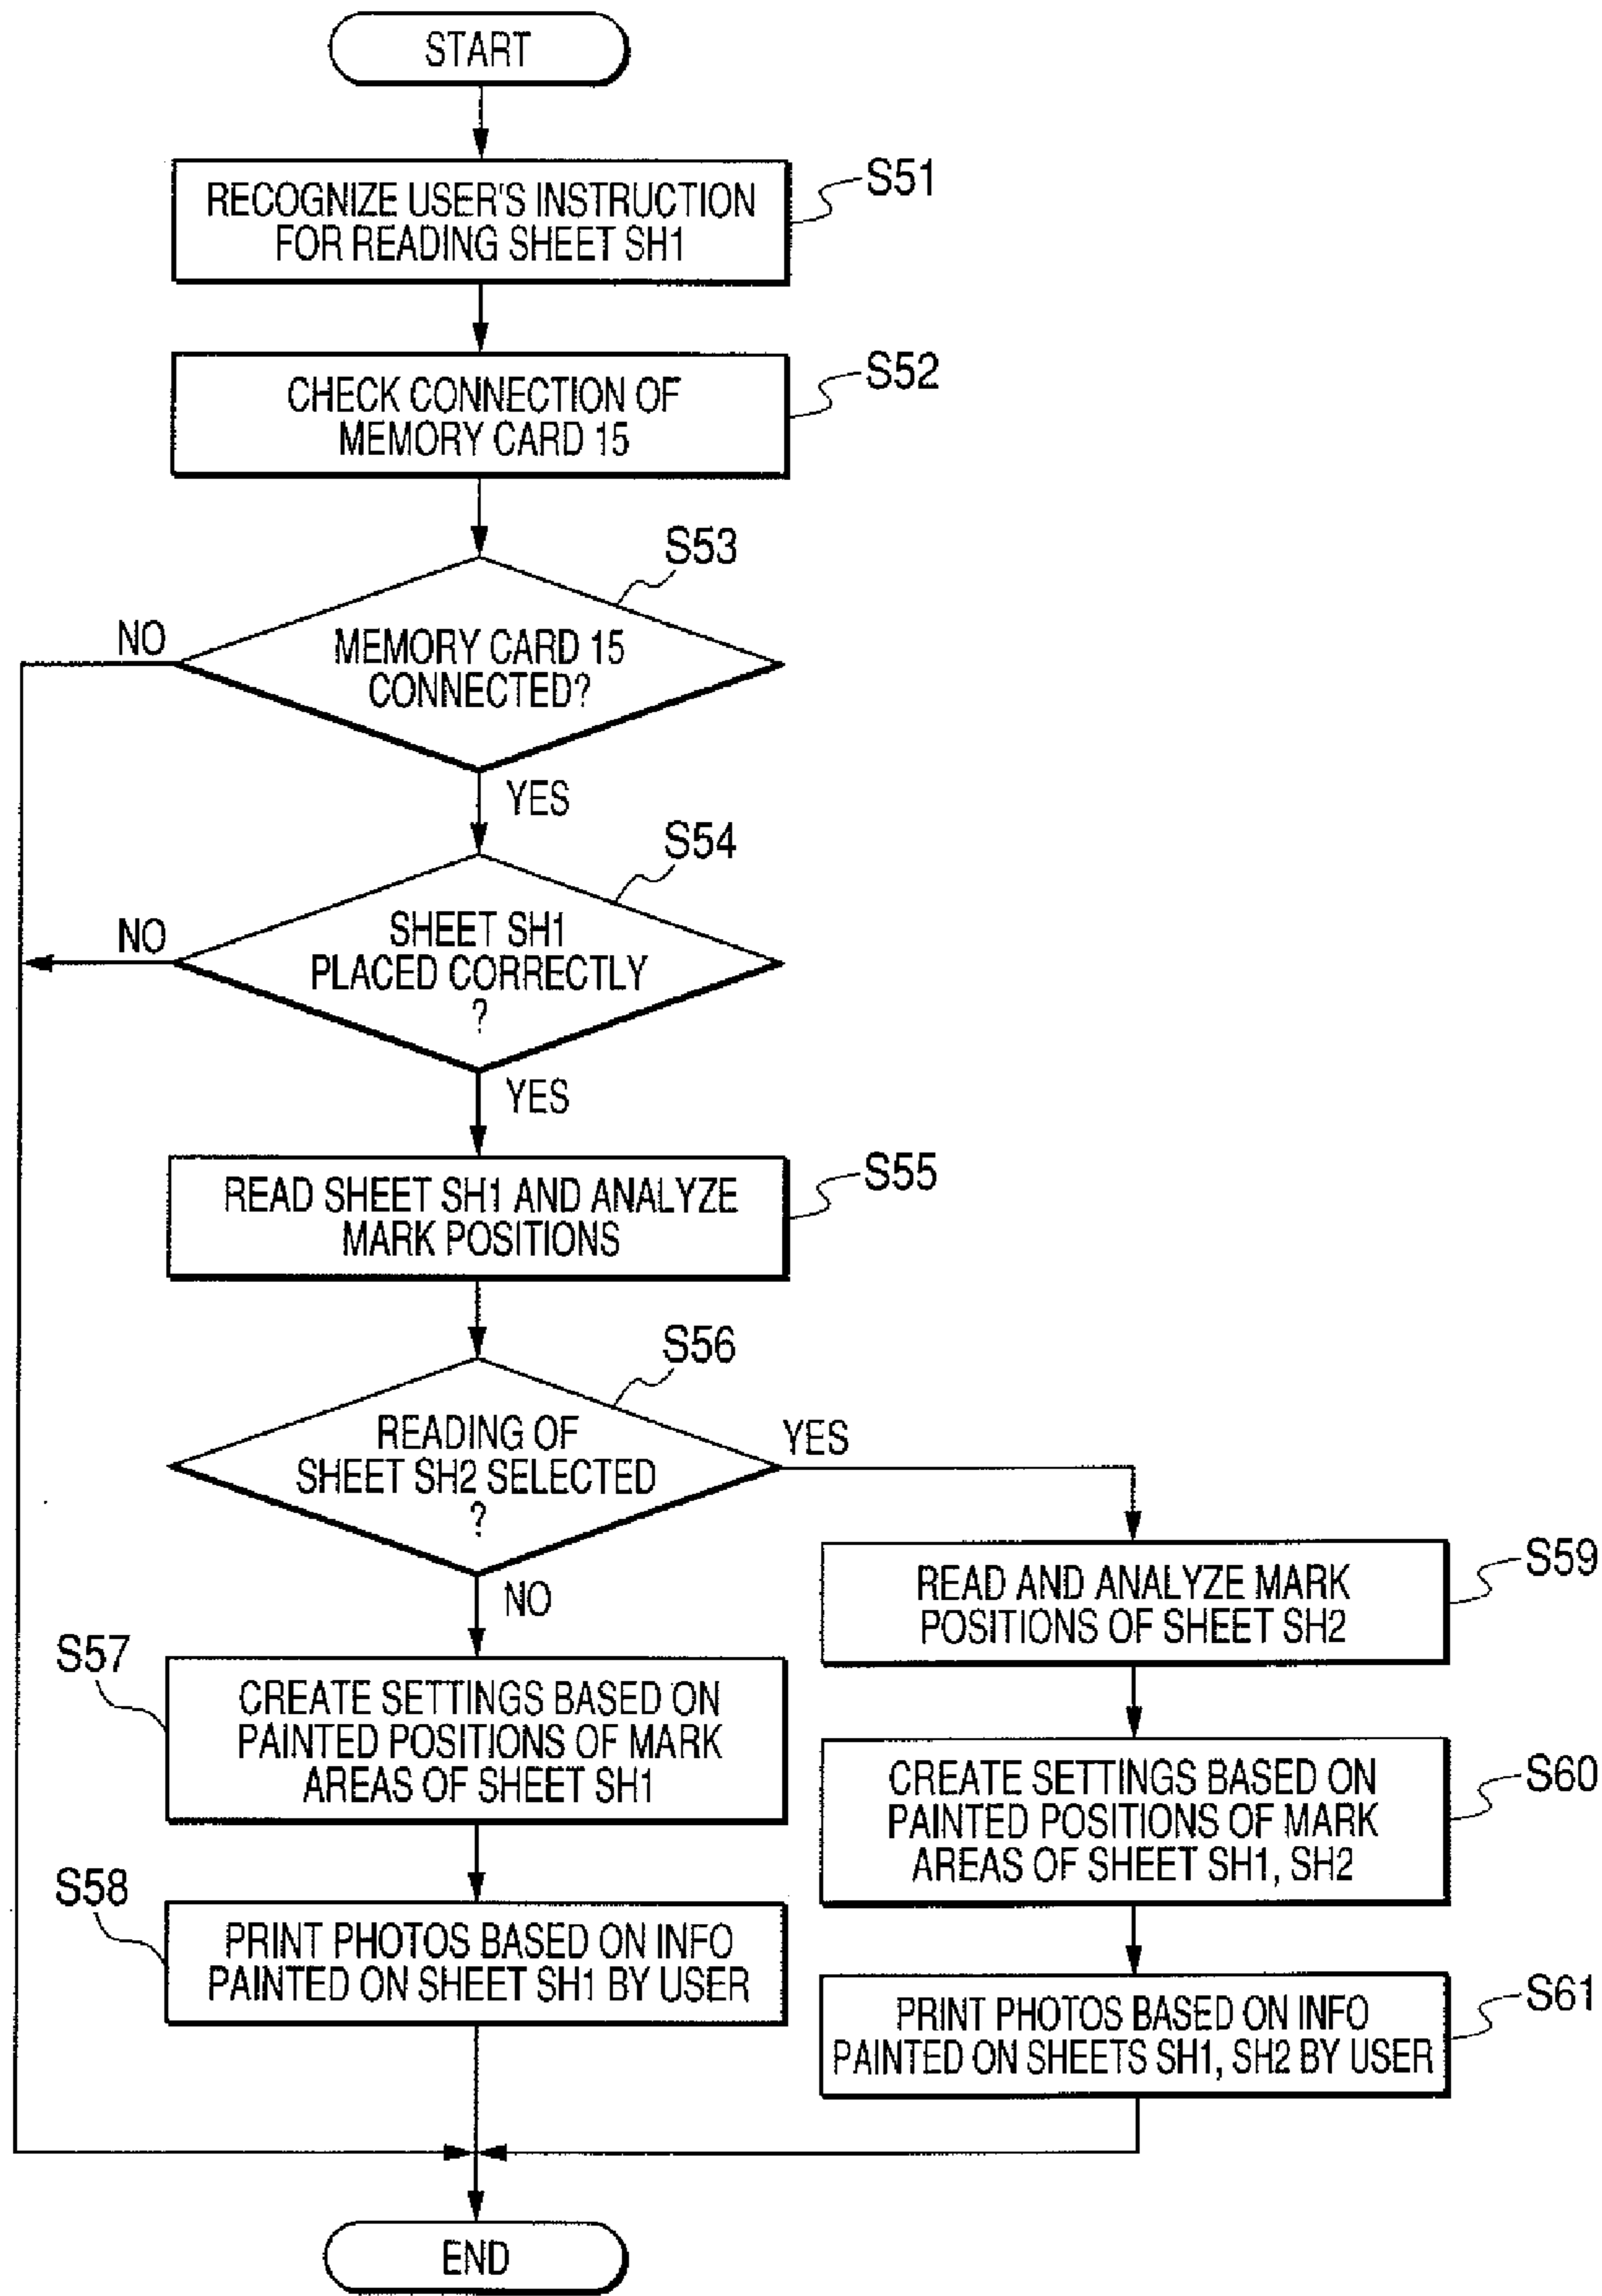 START
RECOGNIZE USER'S INSTRUCTION
FOR READING SHEET SH1
S51
CHECK CONNECTION OF
MEMORY CARD 15
S52
S53
NO
MEMORY CARD 15
CONNECTED?
YES
S54
NO
SHEET SH1
PLACED CORRECTLY
?
YES
READ SHEET SH1 AND ANALYZE
MARK POSITIONS
S55
S56
READING OF
SHEET SH2 SELECTED
?
YES
NO
S57
CREATE SETTINGS BASED ON
PAINTED POSITIONS OF MARK
AREAS OF SHEET SH1
S58
PRINT PHOTOS BASED ON INFO
PAINTED ON SHEET SH1 BY USER
READ AND ANALYZE MARK
POSITIONS OF SHEET SH2
S59
CREATE SETTINGS BASED ON
PAINTED POSITIONS OF MARK
AREAS OF SHEET SH1, SH2
S60
PRINT PHOTOS BASED ON INFO
PAINTED ON SHEETS SH1, SH2 BY USER
S61
END